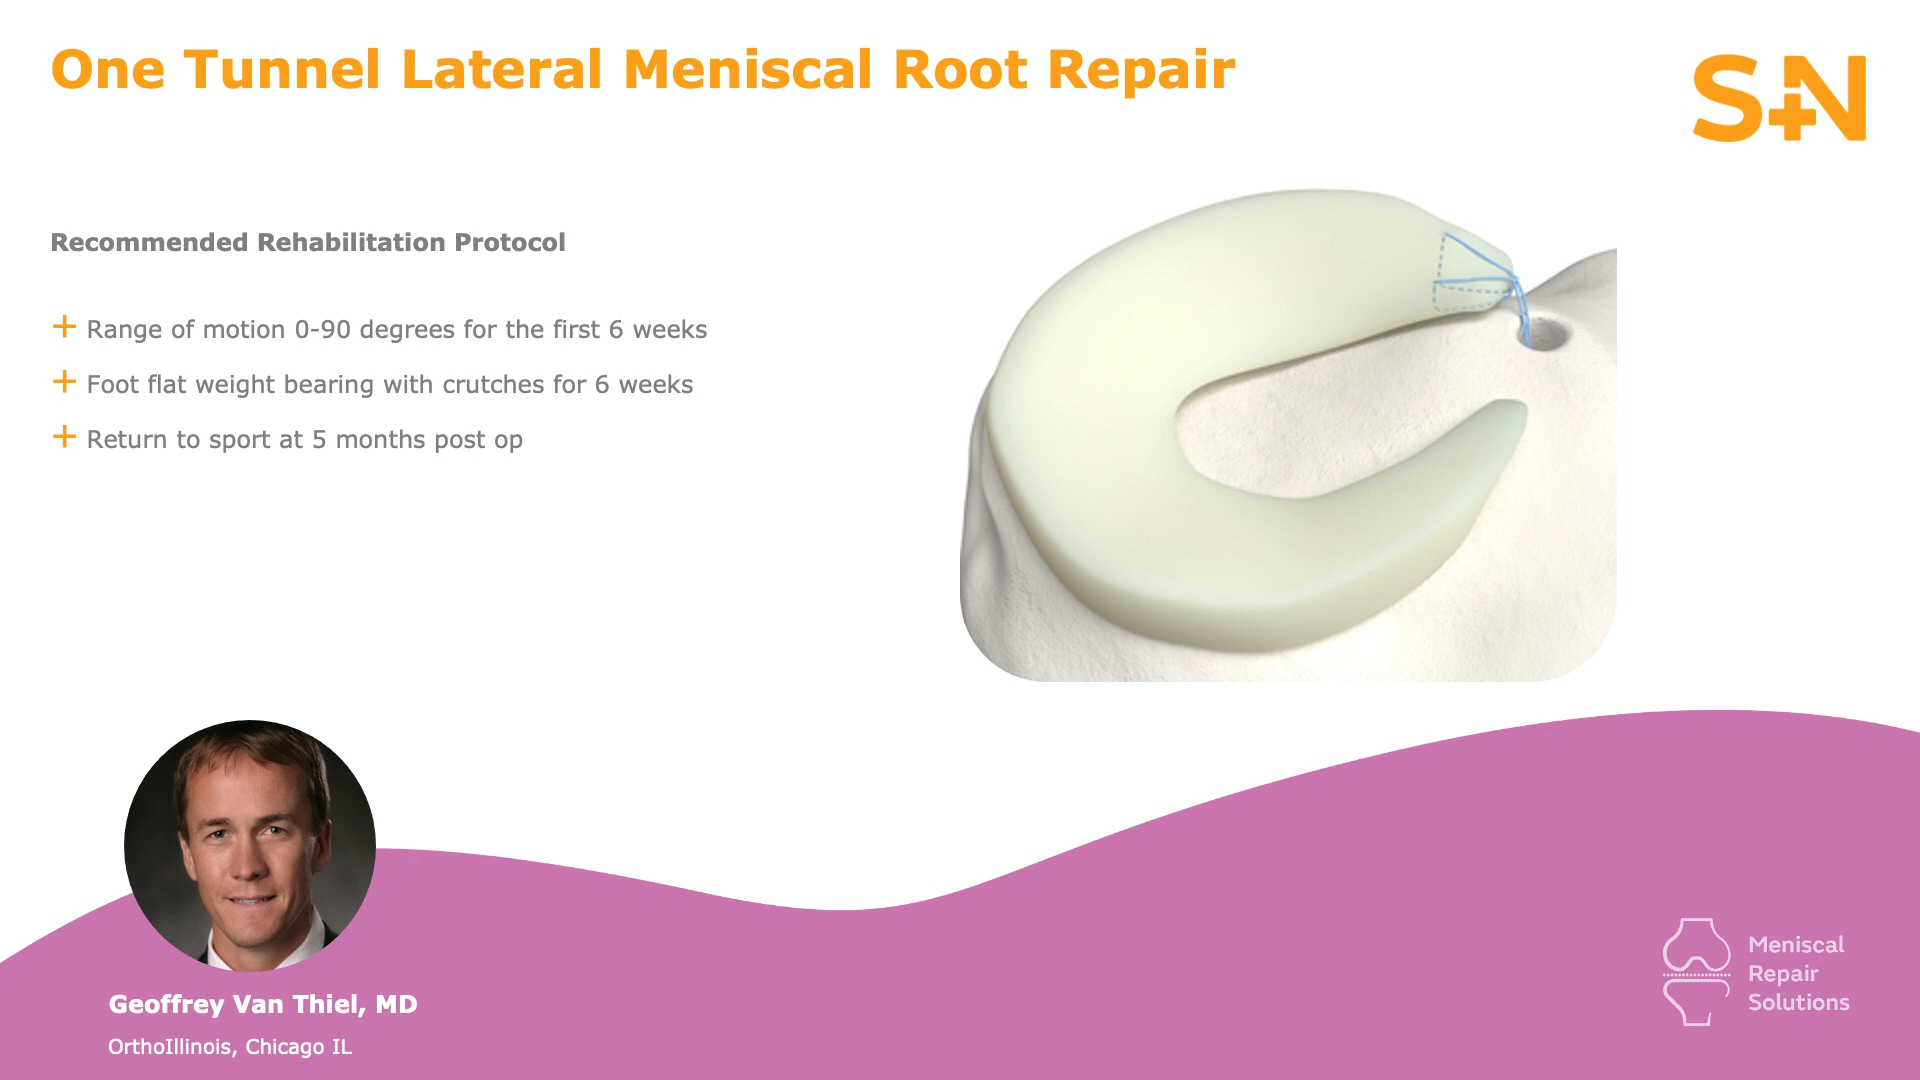 One Tunnel Lateral Meniscal Root Repair
S+N
Recommended Rehabilitation Protocol
+ Range of motion 0-90 degrees for the first 6 weeks
+ Foot flat weight bearing with crutches for 6 weeks
+ Return to sport at 5 months post op
Geoffrey Van Thiel, MD
OrthoIllinois, Chicago IL
Meniscal
Repair
Solutions